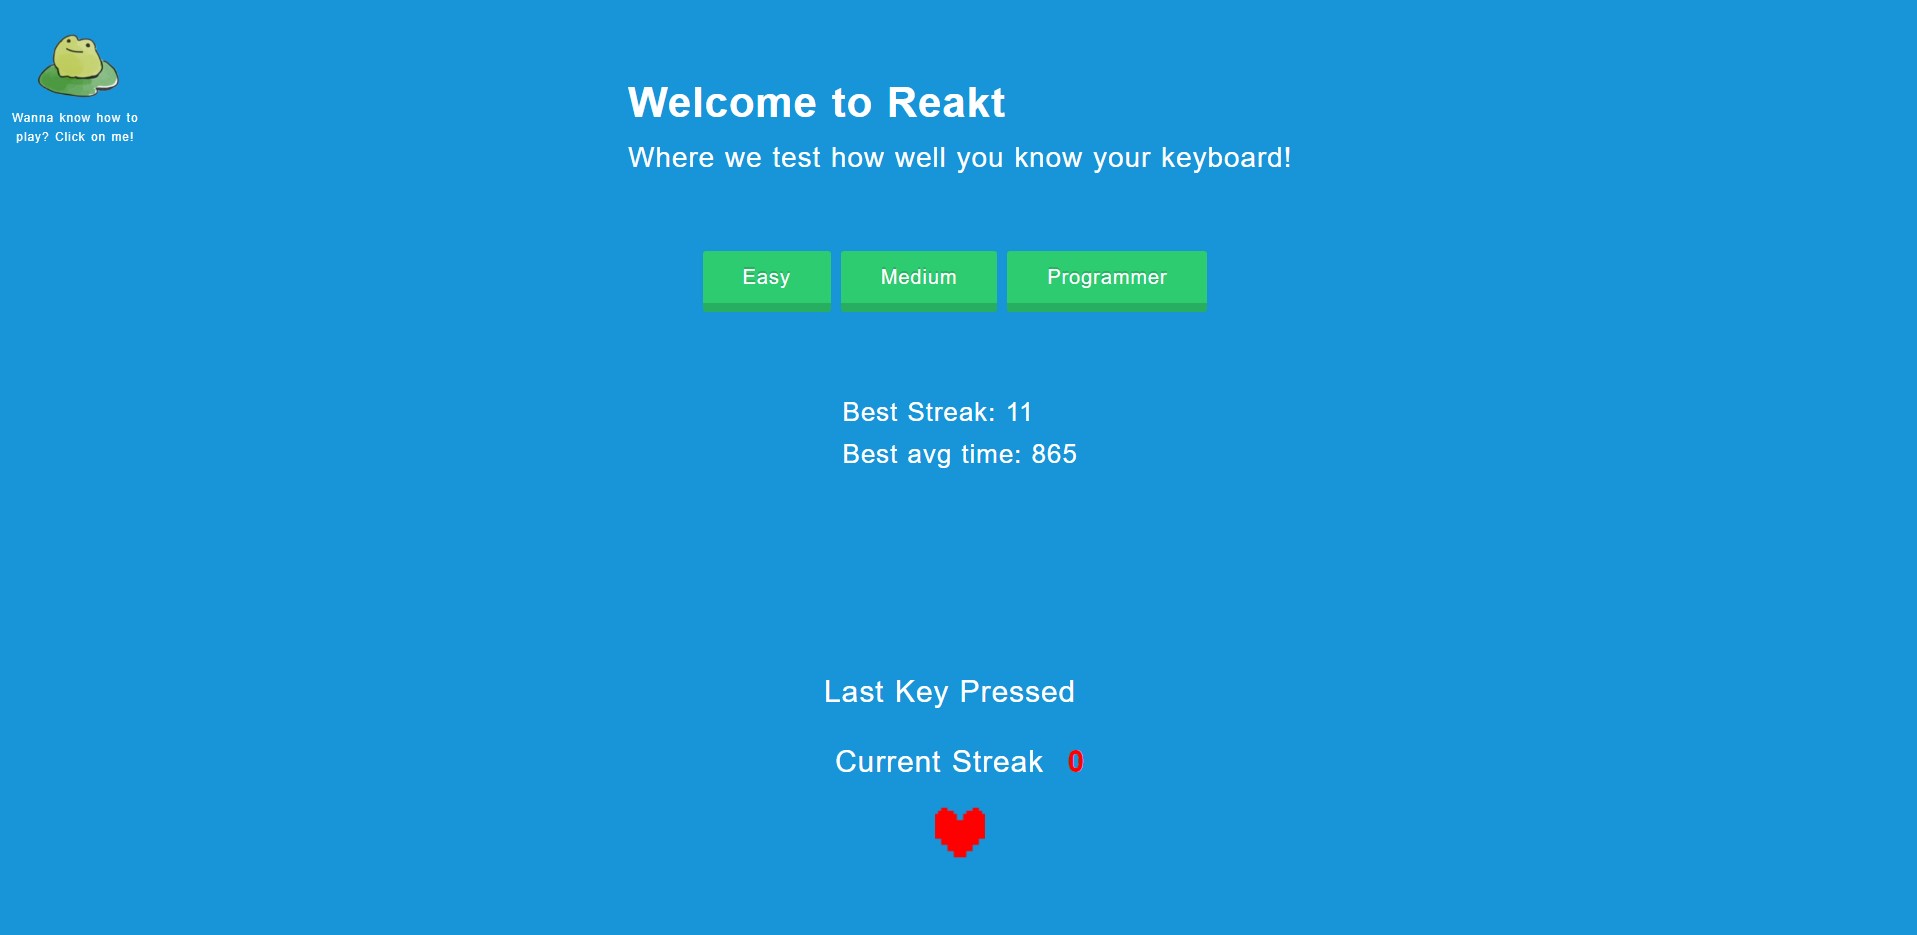 Wanna know how to
play? Click on me!
Welcome to Reakt
Where we test how well you know your keyboard!
Easy
Medium
Programmer
Best Streak: 11
Best avg time: 865
Last Key Pressed
Current Streak 0